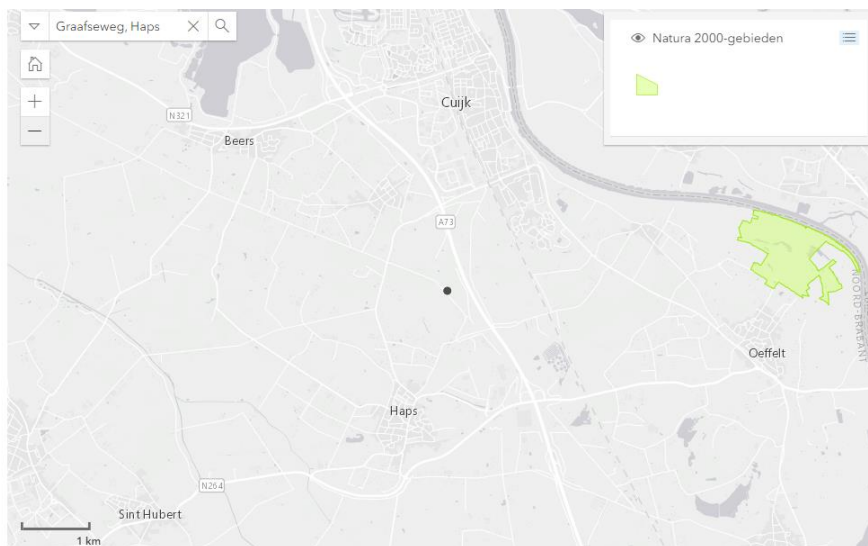 Graafseweg, Haps
Natura 2000-gebieden
Cuijk
N321
Beers
A73
NOORD-BRABANT
Oeffelt
Haps
N264
Sint Hubert
1 km